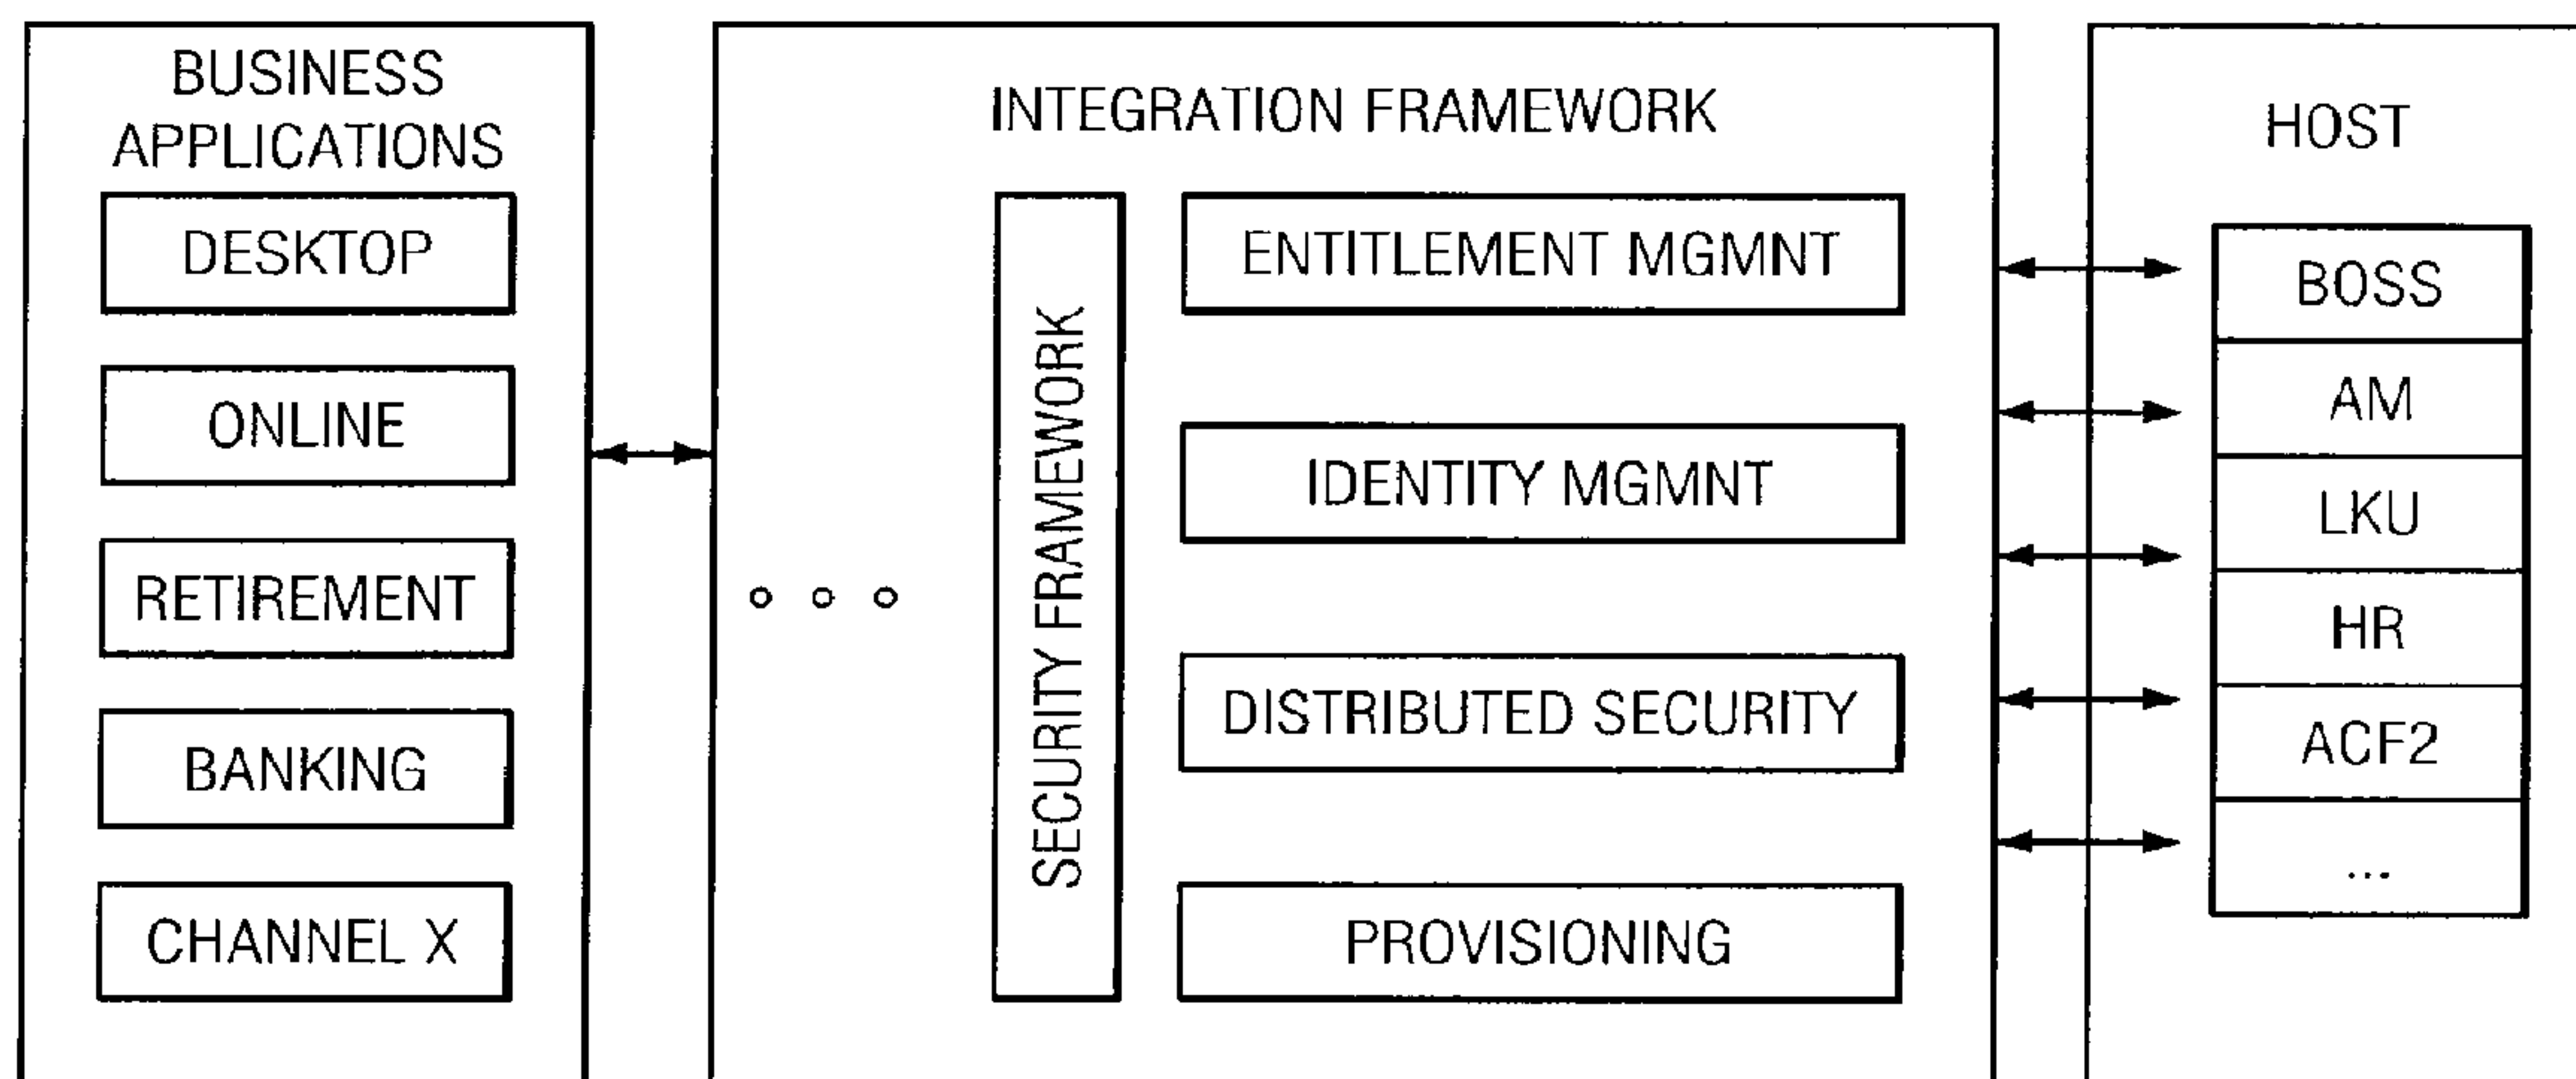 BUSINESS
APPLICATIONS
DESKTOP
ONLINE
RETIREMENT
BANKING
CHANNEL X
INTEGRATION FRAMEWORK
SECURITY FRAMEWORK
ENTITLEMENT MGMNT
IDENTITY MGMNT
DISTRIBUTED SECURITY
PROVISIONING
HOST
BOSS
AM
LKU
HR
ACF2
...